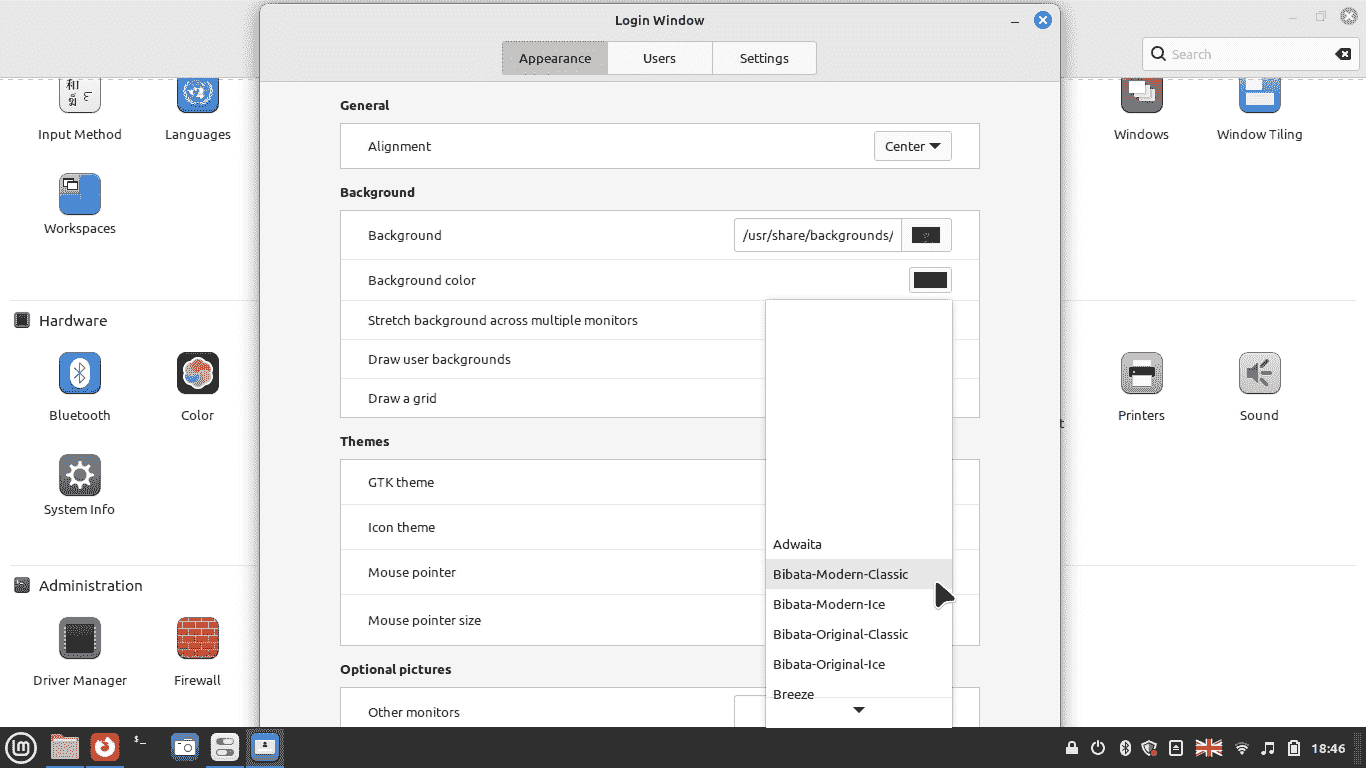 Login Window
Appearance
Users
Settings
Search
Input Method
Languages
Windows
Window Tiling
Workspaces
General
Alignment
Center
Background
Background
/usr/share/backgrounds/
Background color
Stretch background across multiple monitors
Draw user backgrounds
Draw a grid
Themes
GTK theme
Icon theme
Mouse pointer
Mouse pointer size
Optional pictures
Other monitors
Adwaita
Bibata-Modern-Classic
Bibata-Modern-Ice
Bibata-Original-Classic
Bibata-Original-Ice
Breeze
Hardware
Bluetooth
Color
Printers
Sound
System Info
Administration
Driver Manager
Firewall
18:46